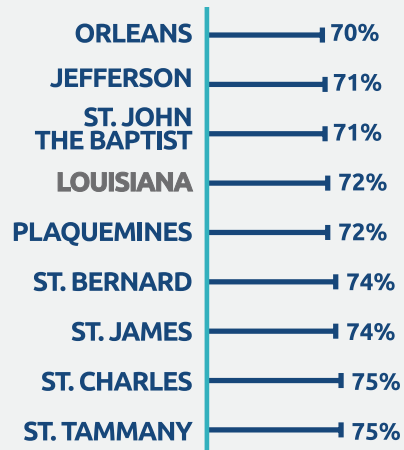 ORLEANS 70%
JEFFERSON 71%
ST. JOHN
THE BAPTIST 71%
LOUISIANA 72%
PLAQUEMINES 72%
ST. BERNARD 74%
ST. JAMES 74%
ST. CHARLES 75%
ST. TAMMANY 75%